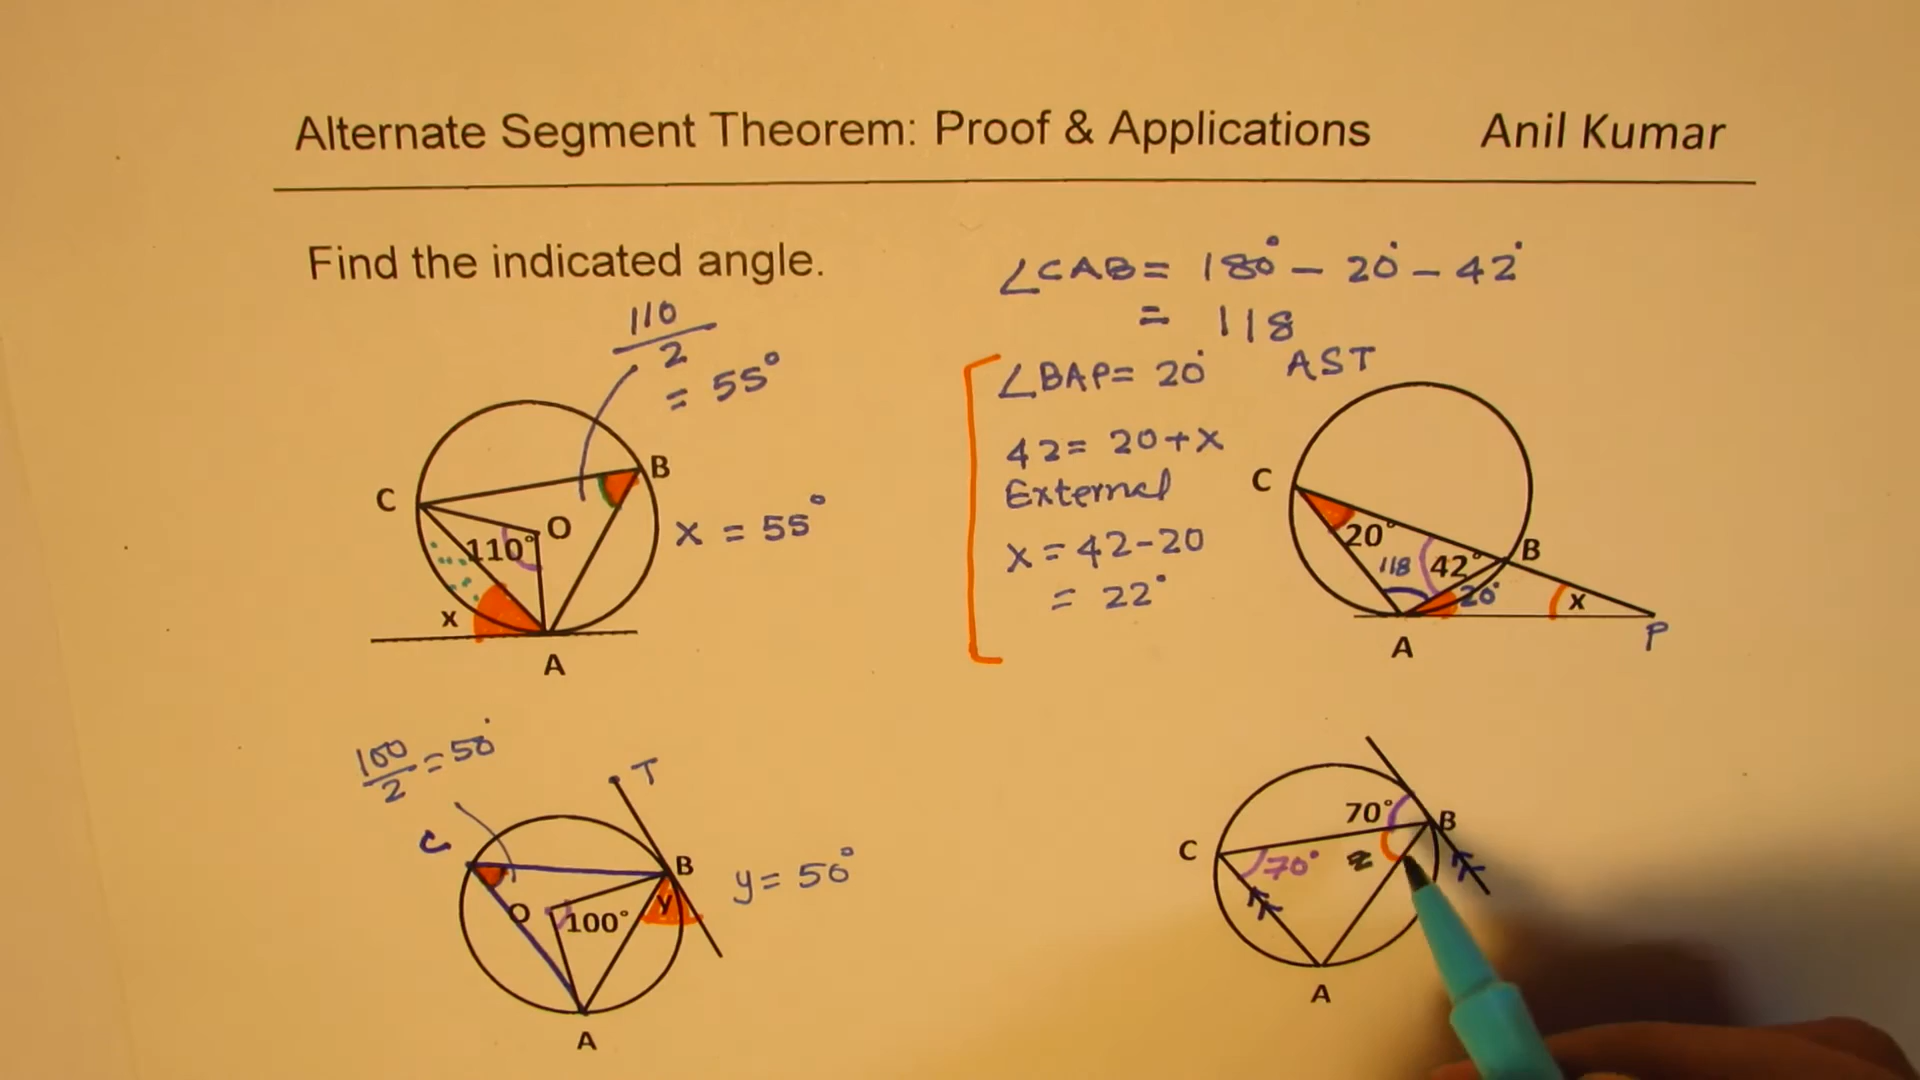 Alternate Segment Theorem: Proof & Applications Anil Kumar
Find the indicated angle.
110
2
= 55°
C
B
O
110°
x
A
x = 55°
∠CAB = 180° - 20° - 42°
= 118
∠BAP = 20° AST
42 = 20 + x
External
x = 42 - 20
= 22°
C
20°
118
42°
B
20°
x
A
P
100
2
= 50°
T
C
B
O
100°
y
A
y = 50°
70°
B
C
70°
z
A